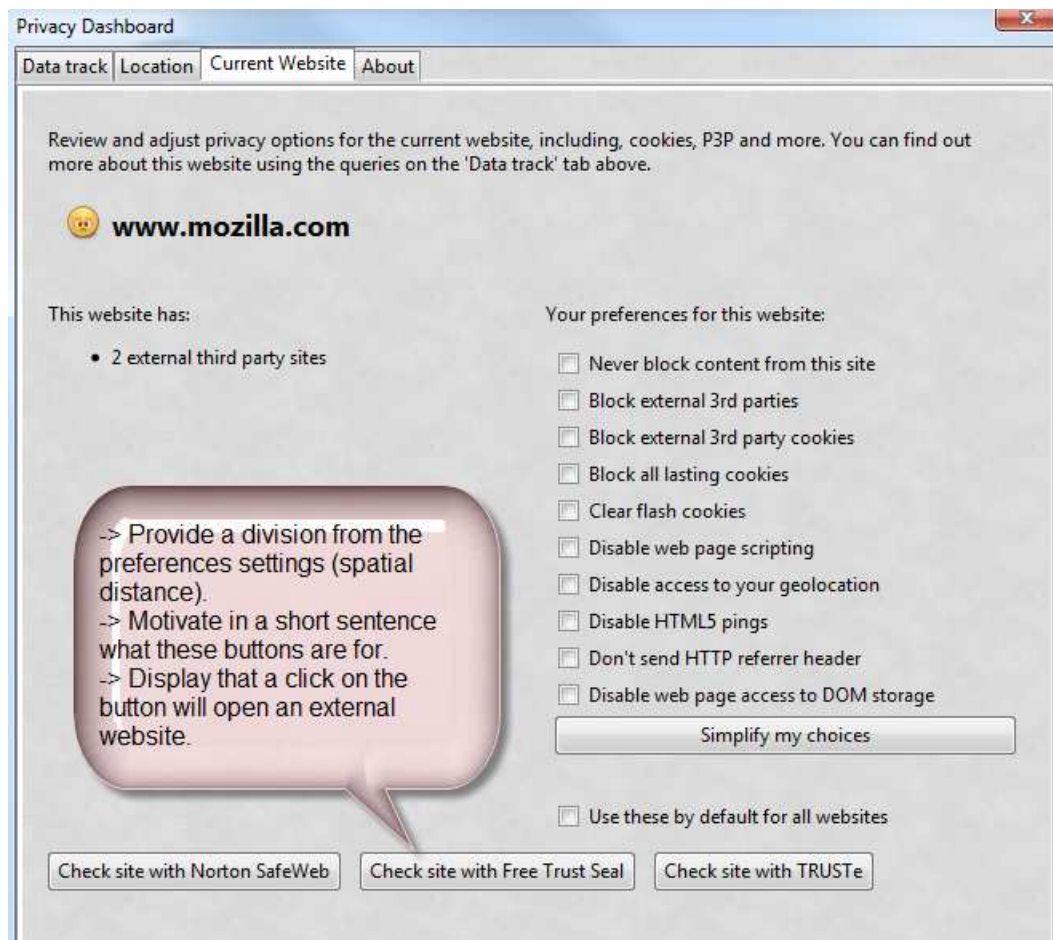 Privacy Dashboard
Data track Location Current Website About
Review and adjust privacy options for the current website, including, cookies, P3P and more. You can find out
more about this website using the queries on the 'Data track' tab above.
www.mozilla.com
This website has:
• 2 external third party sites
Your preferences for this website:
Never block content from this site
Block external 3rd parties
Block external 3rd party cookies
Block all lasting cookies
Clear flash cookies
Disable web page scripting
Disable access to your geolocation
Disable HTML5 pings
Don't send HTTP referrer header
Disable web page access to DOM storage
Simplify my choices
Use these by default for all websites
-> Provide a division from the
preferences settings (spatial
distance).
-> Motivate in a short sentence
what these buttons are for.
-> Display that a click on the
button will open an external
website.
Check site with Norton SafeWeb
Check site with Free Trust Seal
Check site with TRUSTe